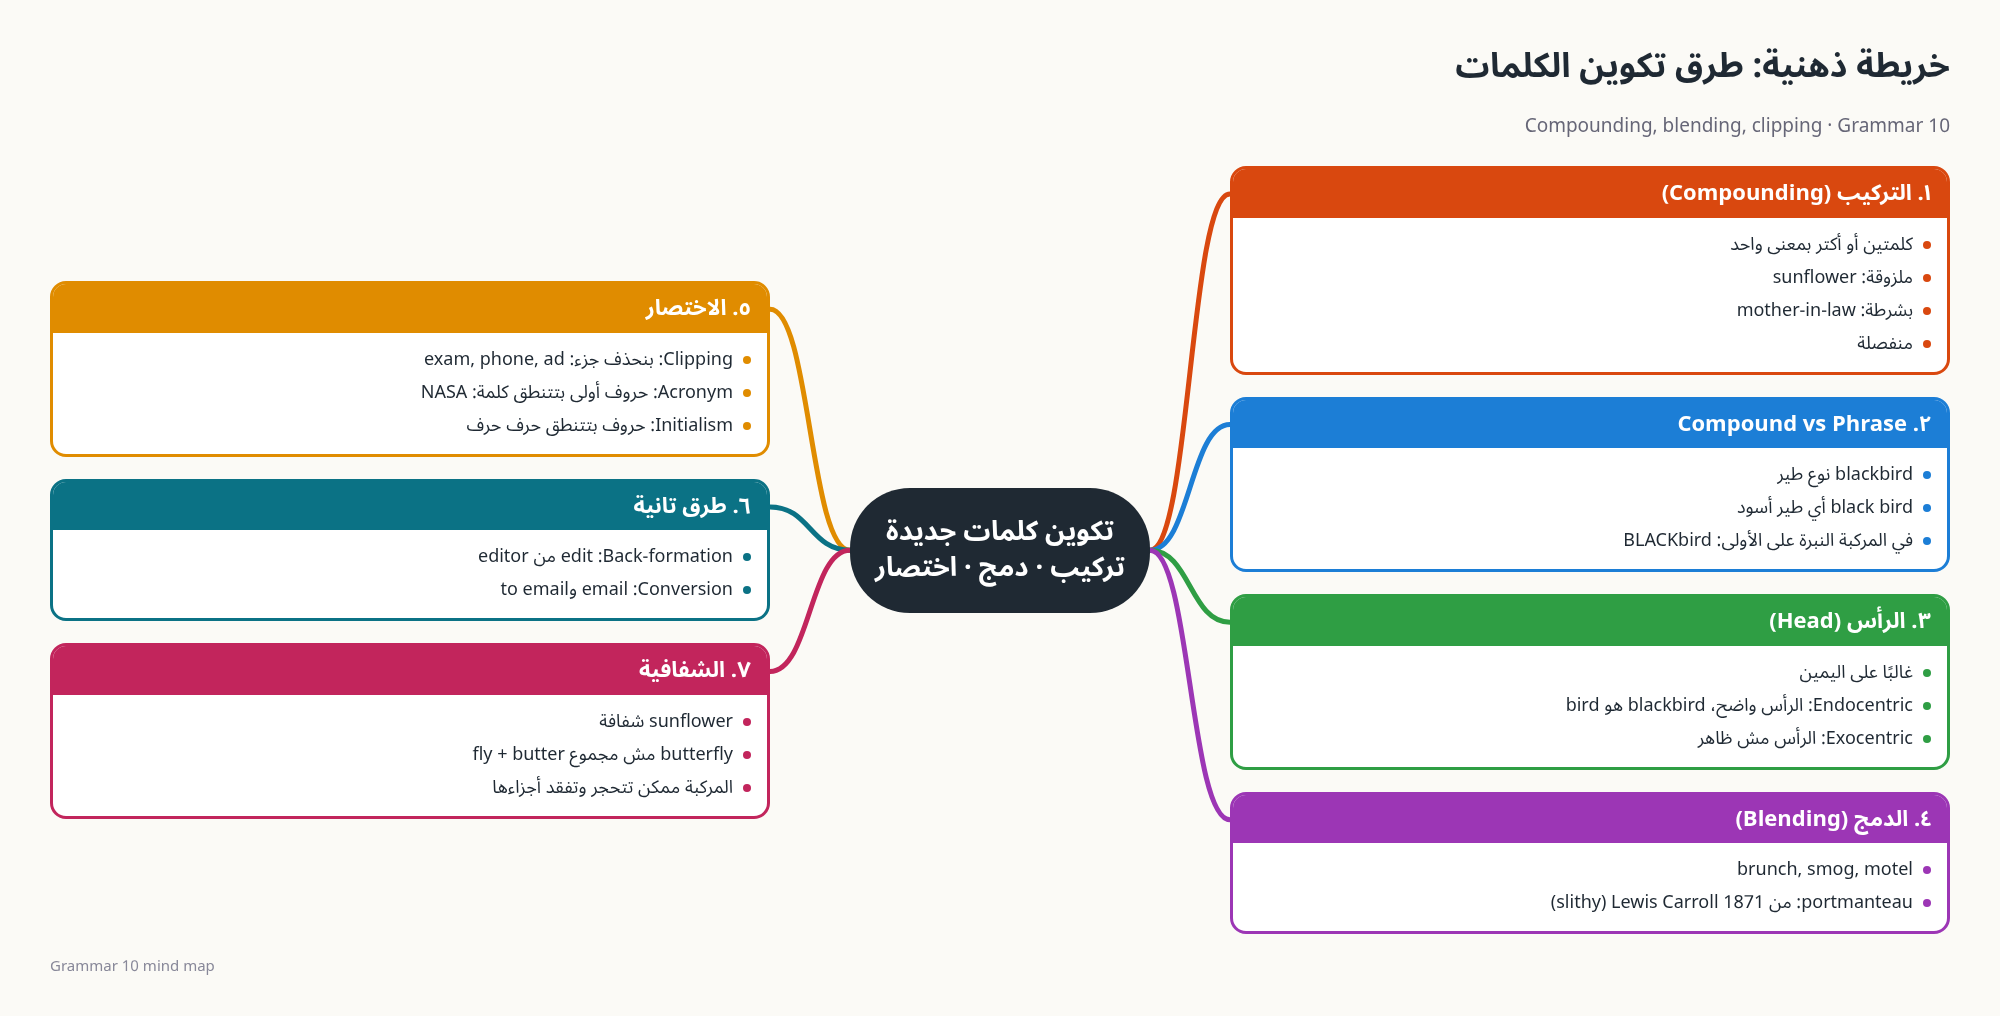 خريطة ذهنية: طرق تكوين الكلمات
Compounding, blending, clipping · Grammar 10
١. التركيب (Compounding)
كلمتين أو أكتر بمعنى واحد
ملزوقة: sunflower
بشرطة: mother-in-law
منفصلة
٢. Compound vs Phrase
blackbird نوع طير
black bird أي طير أسود
في المركبة النبرة على الأولى: BLACKbird
٣. الرأس (Head)
غالبًا على اليمين
Endocentric: الرأس واضح، blackbird هو bird
Exocentric: الرأس مش ظاهر
٤. الدمج (Blending)
brunch, smog, motel
portmanteau: من Lewis Carroll 1871 (slithy)
تكوين كلمات جديدة
تركيب · دمج · اختصار
٥. الاختصار
Clipping: بنحذف جزء: exam, phone, ad
Acronym: حروف أولى بتتنطق كلمة: NASA
Initialism: حروف بتتنطق حرف حرف
٦. طرق تانية
Back-formation: edit من editor
Conversion: email وto email
٧. الشفافية
sunflower شفافة
butterfly مش مجموع butter + fly
المركبة ممكن تتحجر وتفقد أجزاءها
Grammar 10 mind map